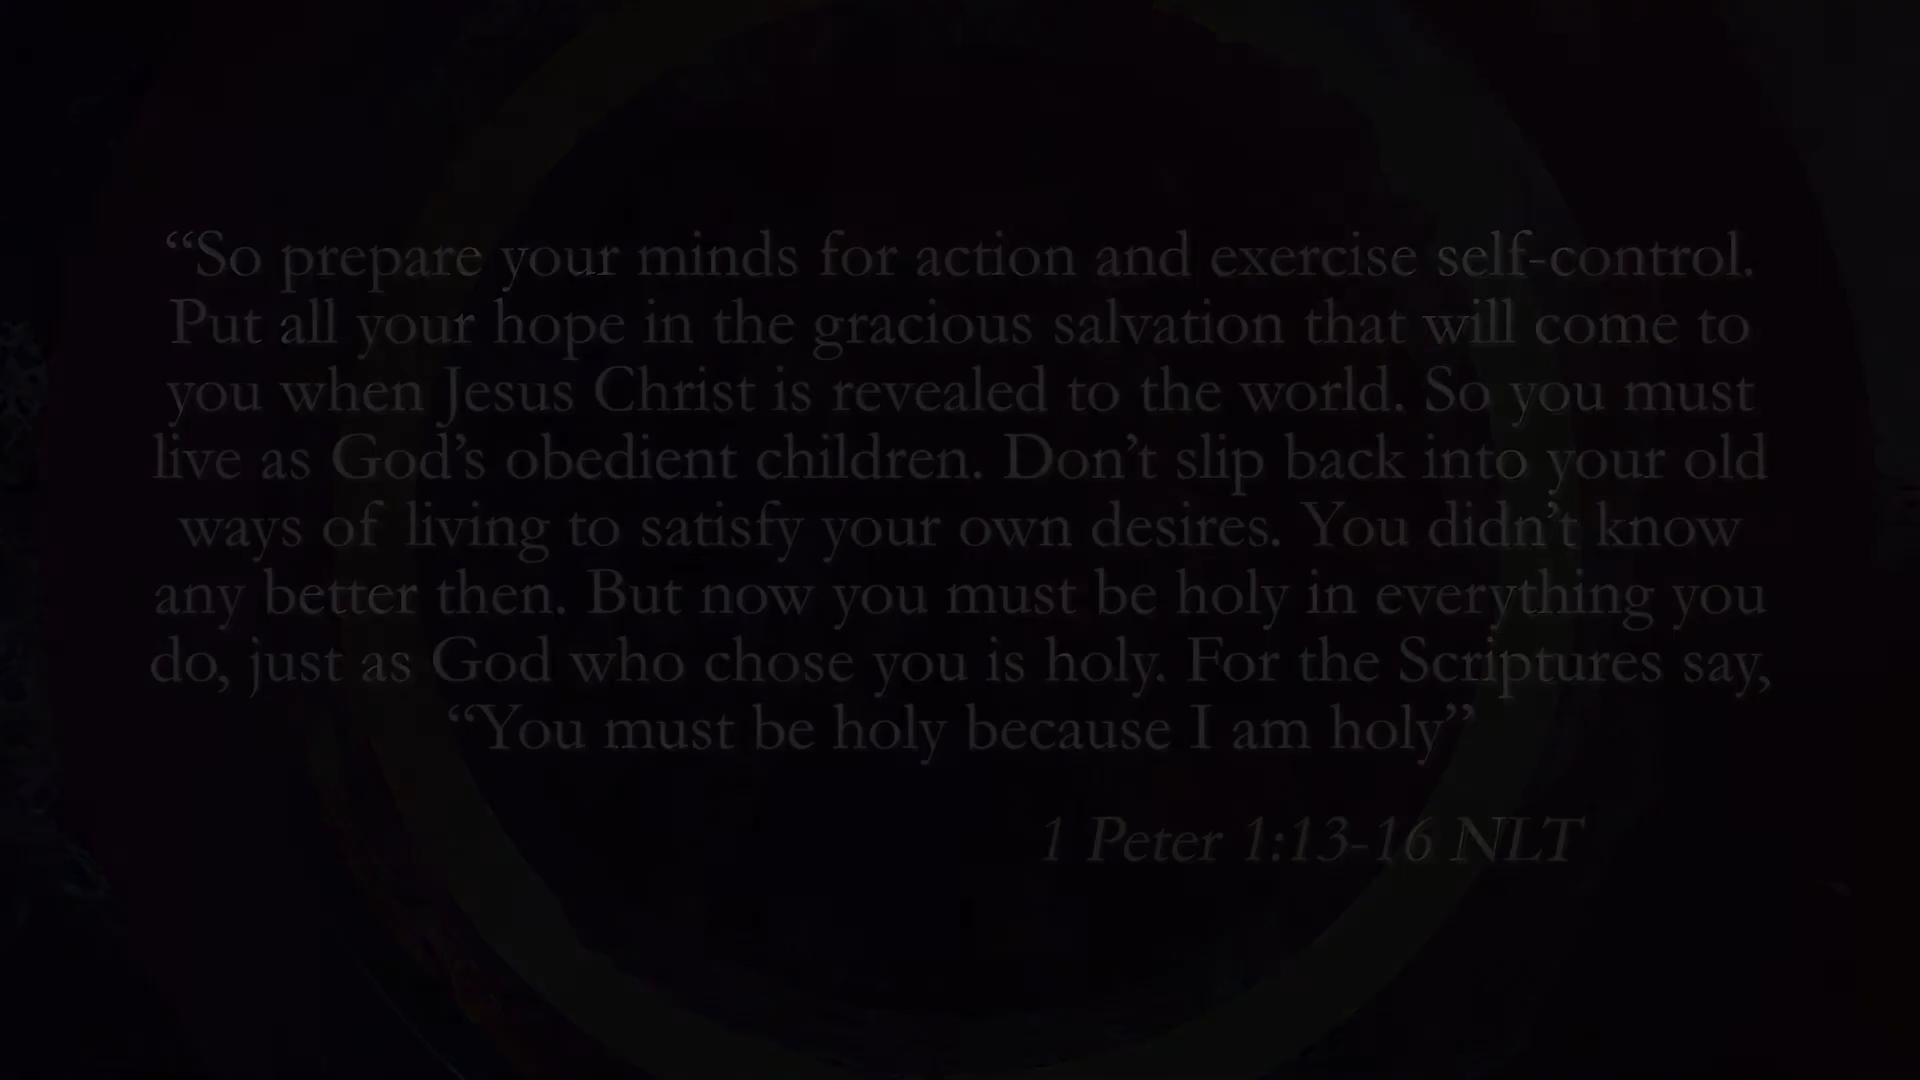 “So prepare your minds for action and exercise self-control.
Put all your hope in the gracious salvation that will come to
you when Jesus Christ is revealed to the world. So you must
live as God’s obedient children. Don’t slip back into your old
ways of living to satisfy your own desires. You didn’t know
any better then. But now you must be holy in everything you
do, just as God who chose you is holy. For the Scriptures say,
“You must be holy because I am holy”
1 Peter 1:13-16 NLT